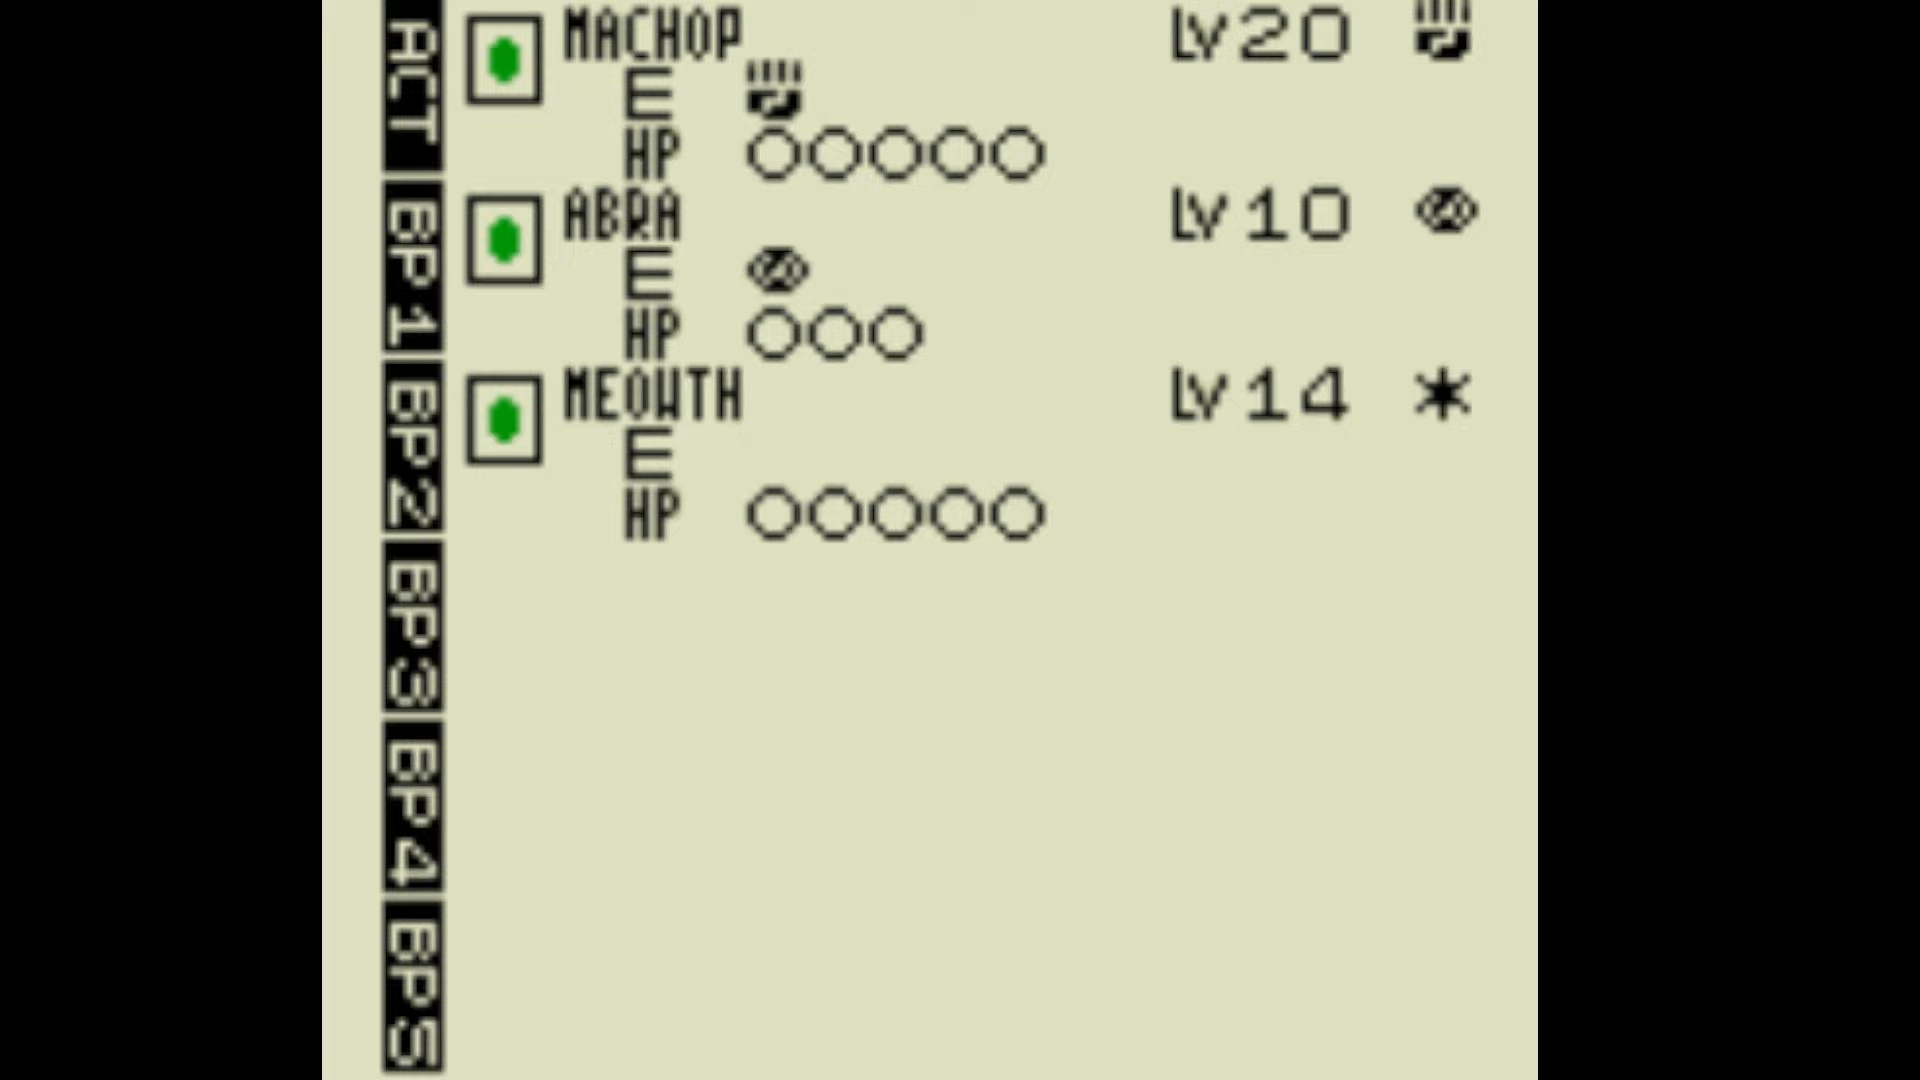 ACT
MACHOP Lv20
E
HP
BP1
ABRA Lv10
E
HP
BP2
MEOWTH Lv14
E
HP
BP3
BP4
BP5